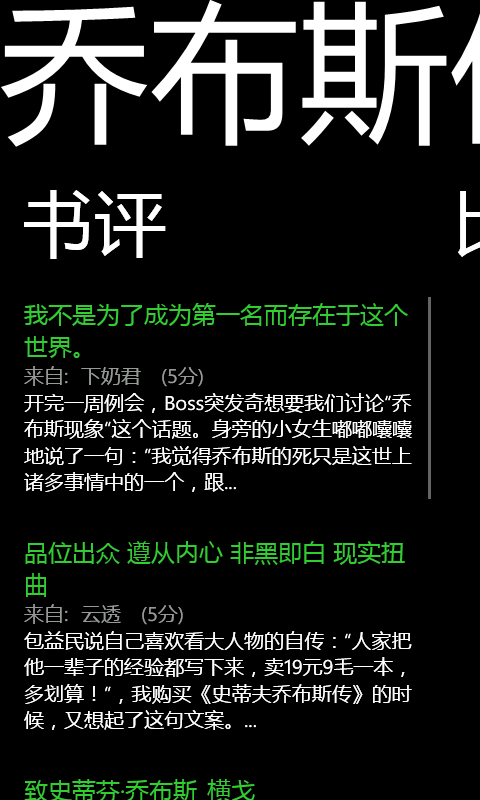 乔布斯传
书评
我不是为了成为第一名而存在于这个
世界。
来自: 下奶君 (5分)
开完一周例会，Boss突发奇想要我们讨论“乔
布斯现象“这个话题。身旁的小女生嘟嘟囔囔
地说了一句：“我觉得乔布斯的死只是这世上
诸多事情中的一个，跟...
品位出众 遵从内心 非黑即白 现实扭
曲
来自: 云透 (5分)
包益民说自己喜欢看大人物的自传：“人家把
他一辈子的经验都写下来，卖19元9毛一本，
多划算！”，我购买《史蒂夫乔布斯传》的时
候，又想起了这句文案。...
致史蒂芬·乔布斯_横戈